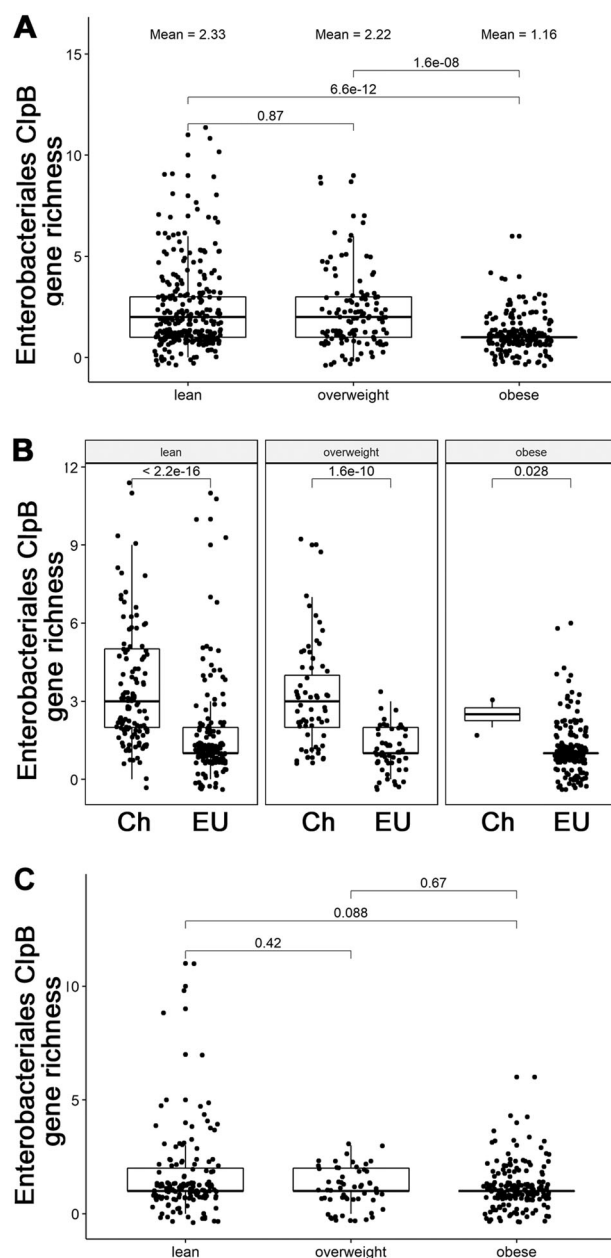 A
Mean = 2.33 Mean = 2.22 Mean = 1.16
15
1.6e-08
6.6e-12
0.87
10
5
0
Enterobacteriales ClpB
gene richness
lean overweight obese
B
lean overweight obese
12
< 2.2e-16 1.6e-10 0.028
9
6
3
0
Enterobacteriales ClpB
gene richness
Ch EU Ch EU Ch EU
C
0.67
0.088
0.42
10
5
0
Enterobacteriales ClpB
gene richness
lean overweight obese